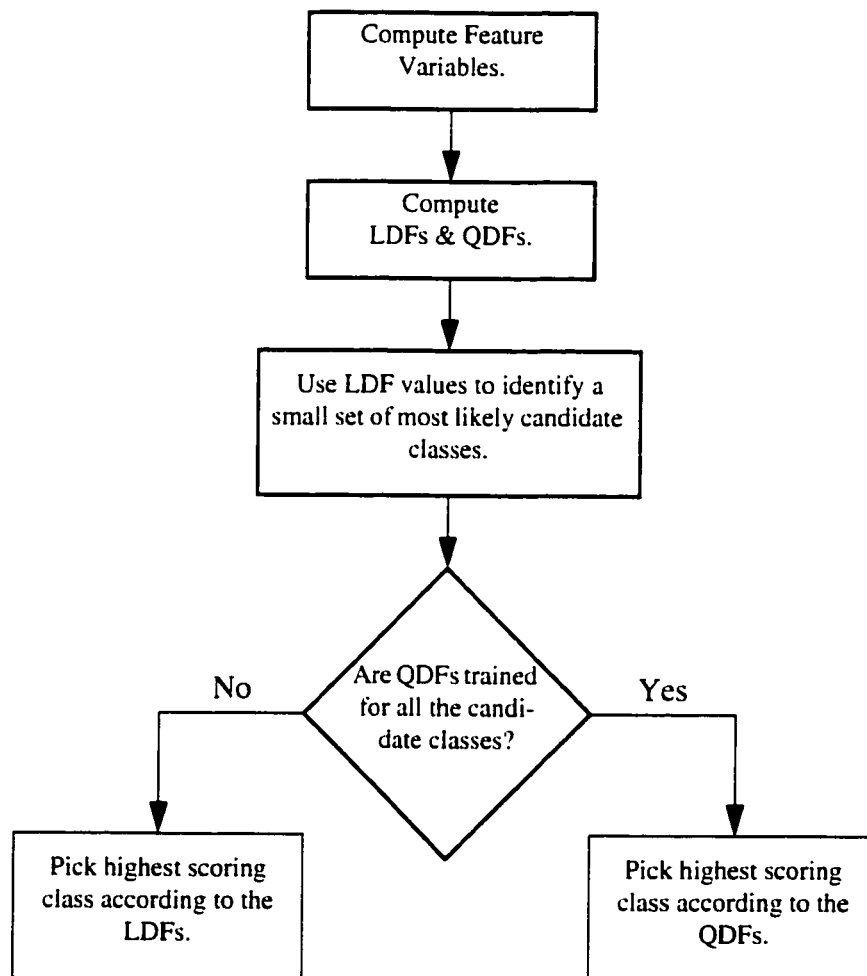 Compute Feature
Variables.
Compute
LDFs & QDFs.
Use LDF values to identify a
small set of most likely candidate
classes.
Are QDFs trained
for all the candi-
date classes?
No
Yes
Pick highest scoring
class according to the
LDFs.
Pick highest scoring
class according to the
QDFs.